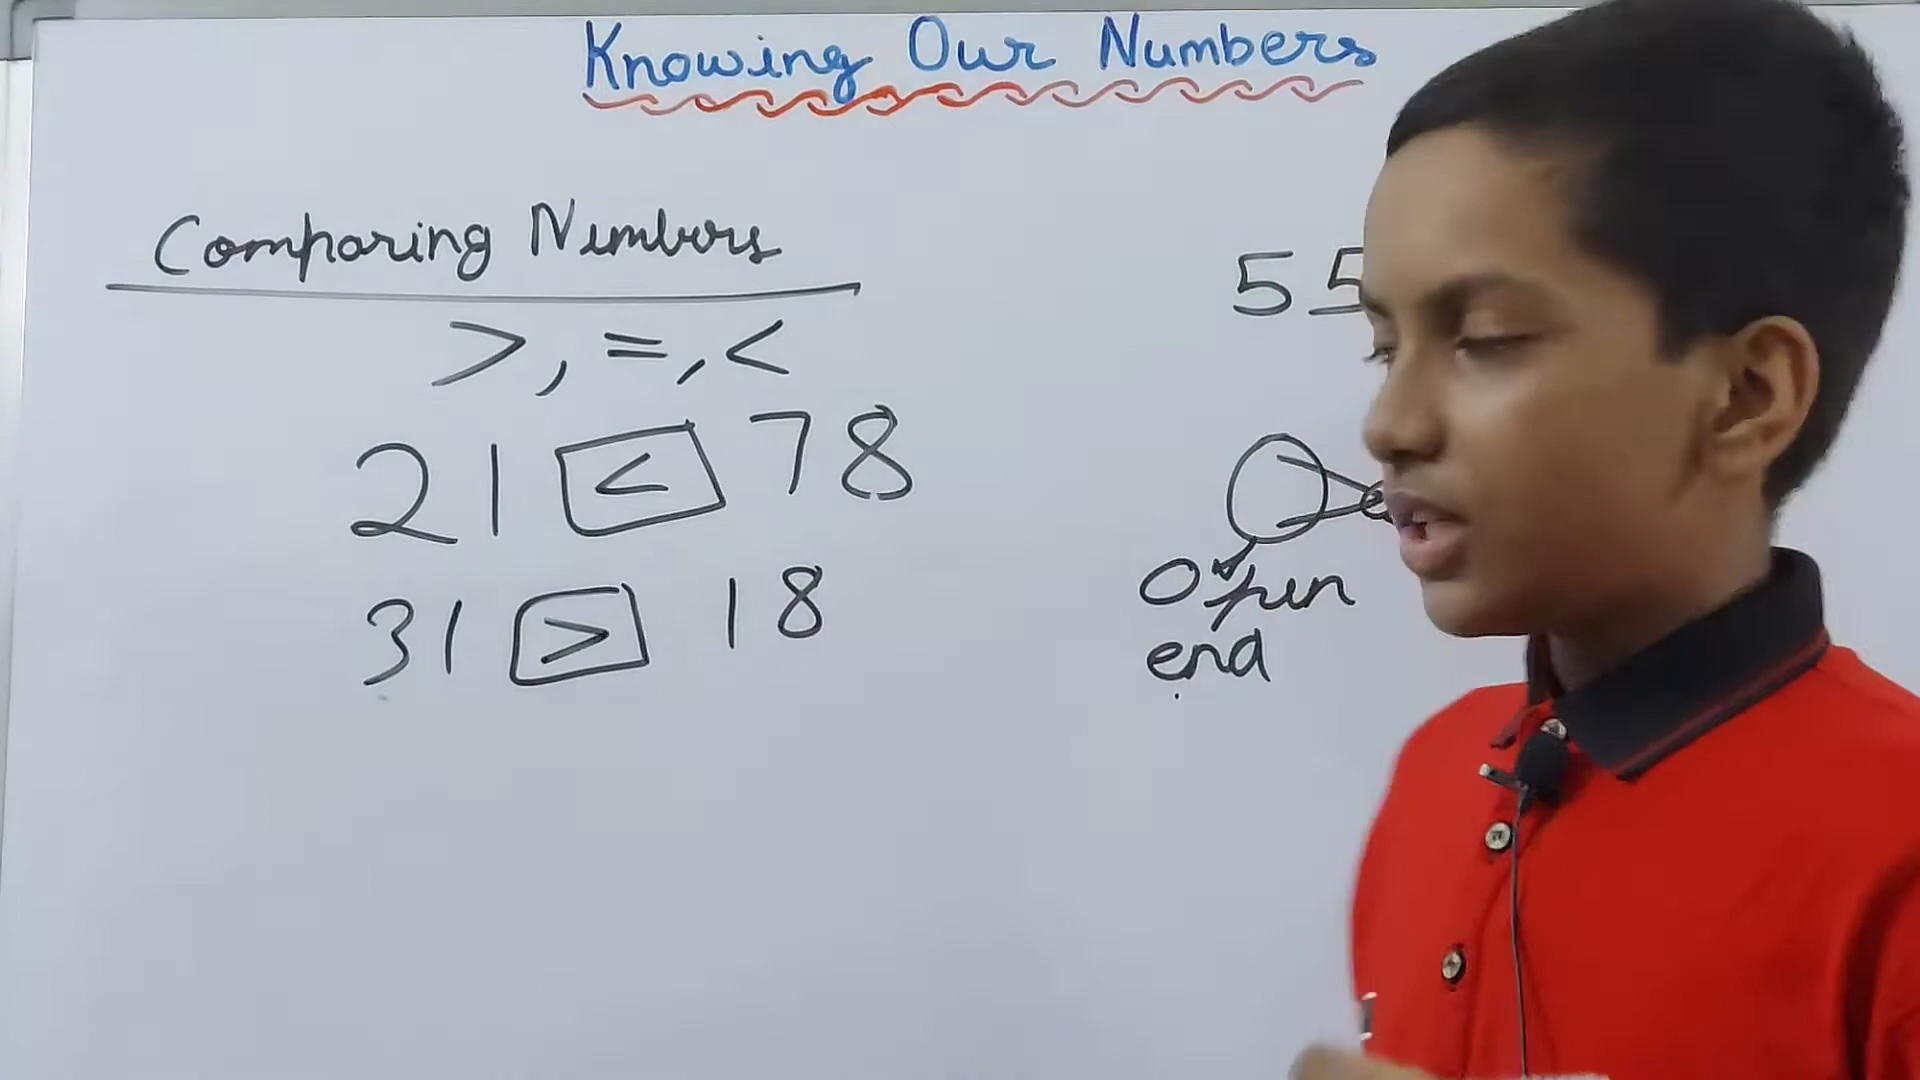 Knowing Our Numbers
Comparing Numbers
>, =, <
21 < 78
31 > 18
55
Open
end